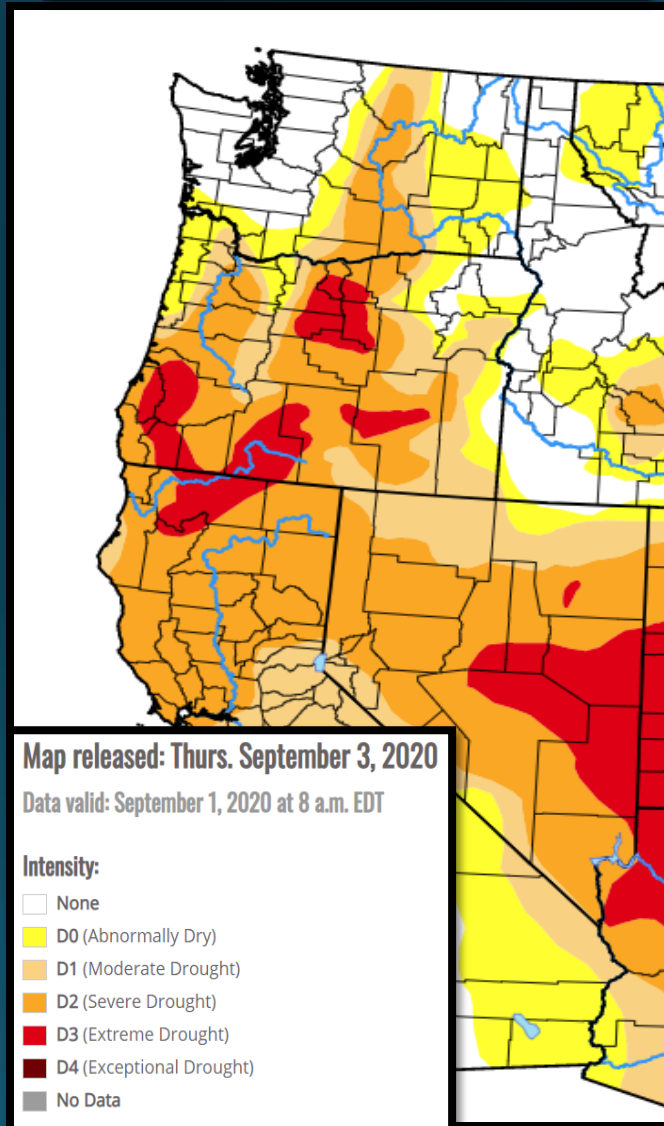 Map released: Thurs. September 3, 2020
Data valid: September 1, 2020 at 8 a.m. EDT
Intensity:
None
D0 (Abnormally Dry)
D1 (Moderate Drought)
D2 (Severe Drought)
D3 (Extreme Drought)
D4 (Exceptional Drought)
No Data